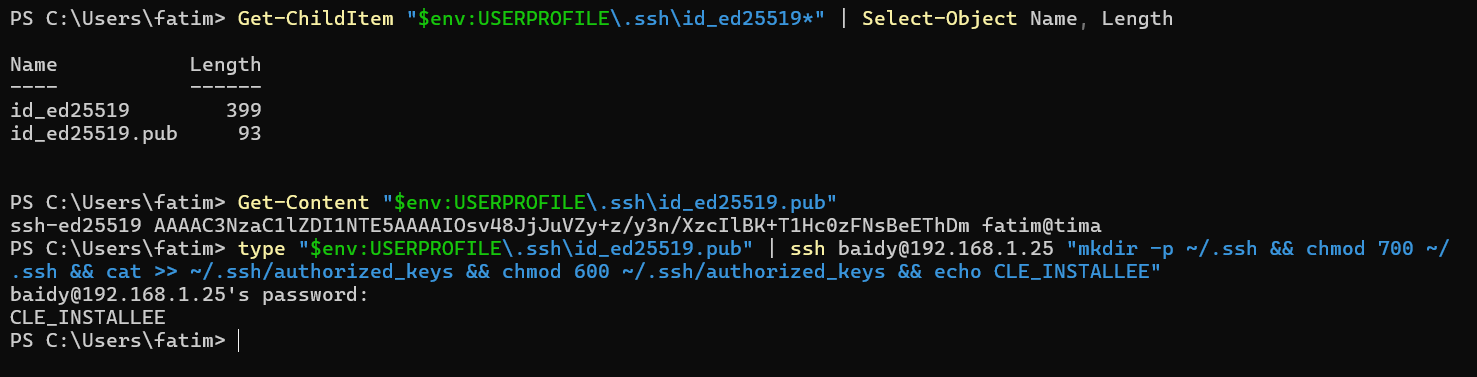 PS C:\Users\fatim> Get-ChildItem "$env:USERPROFILE\.ssh\id_ed25519*" | Select-Object Name, Length
Name Length
---- ------
id_ed25519 399
id_ed25519.pub 93
PS C:\Users\fatim> Get-Content "$env:USERPROFILE\.ssh\id_ed25519.pub"
ssh-ed25519 AAAAC3NzaC1lZDI1NTE5AAAAIOsv48JjJuVZy+z/y3n/XzcIlBK+T1Hc0zFNsBeEThDm fatim@tima
PS C:\Users\fatim> type "$env:USERPROFILE\.ssh\id_ed25519.pub" | ssh baidy@192.168.1.25 "mkdir -p ~/.ssh && chmod 700 ~/
.ssh && cat >> ~/.ssh/authorized_keys && chmod 600 ~/.ssh/authorized_keys && echo CLE_INSTALLEE"
baidy@192.168.1.25's password:
CLE_INSTALLEE
PS C:\Users\fatim>